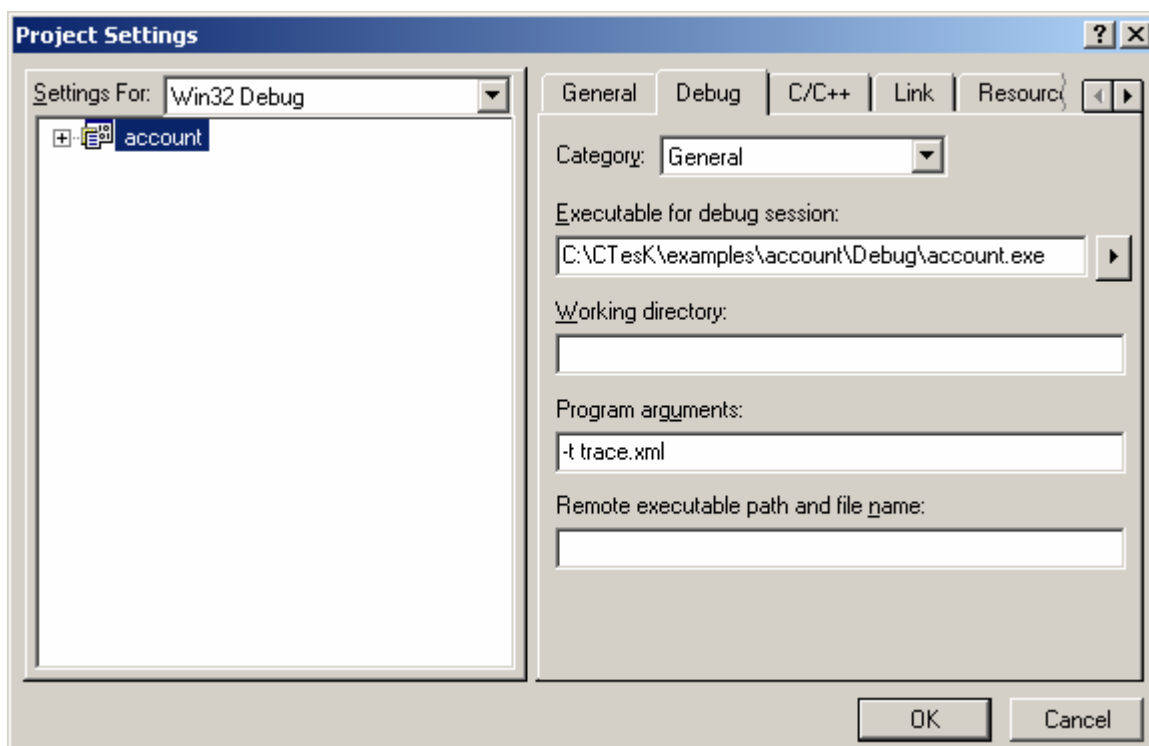 Project Settings
Settings For: Win32 Debug
account
General Debug C/C++ Link
Category: General
Executable for debug session:
C:\CTesK\examples\account\Debug\account.exe
Working directory:
Program arguments:
-t trace.xml
Remote executable path and file name:
OK Cancel